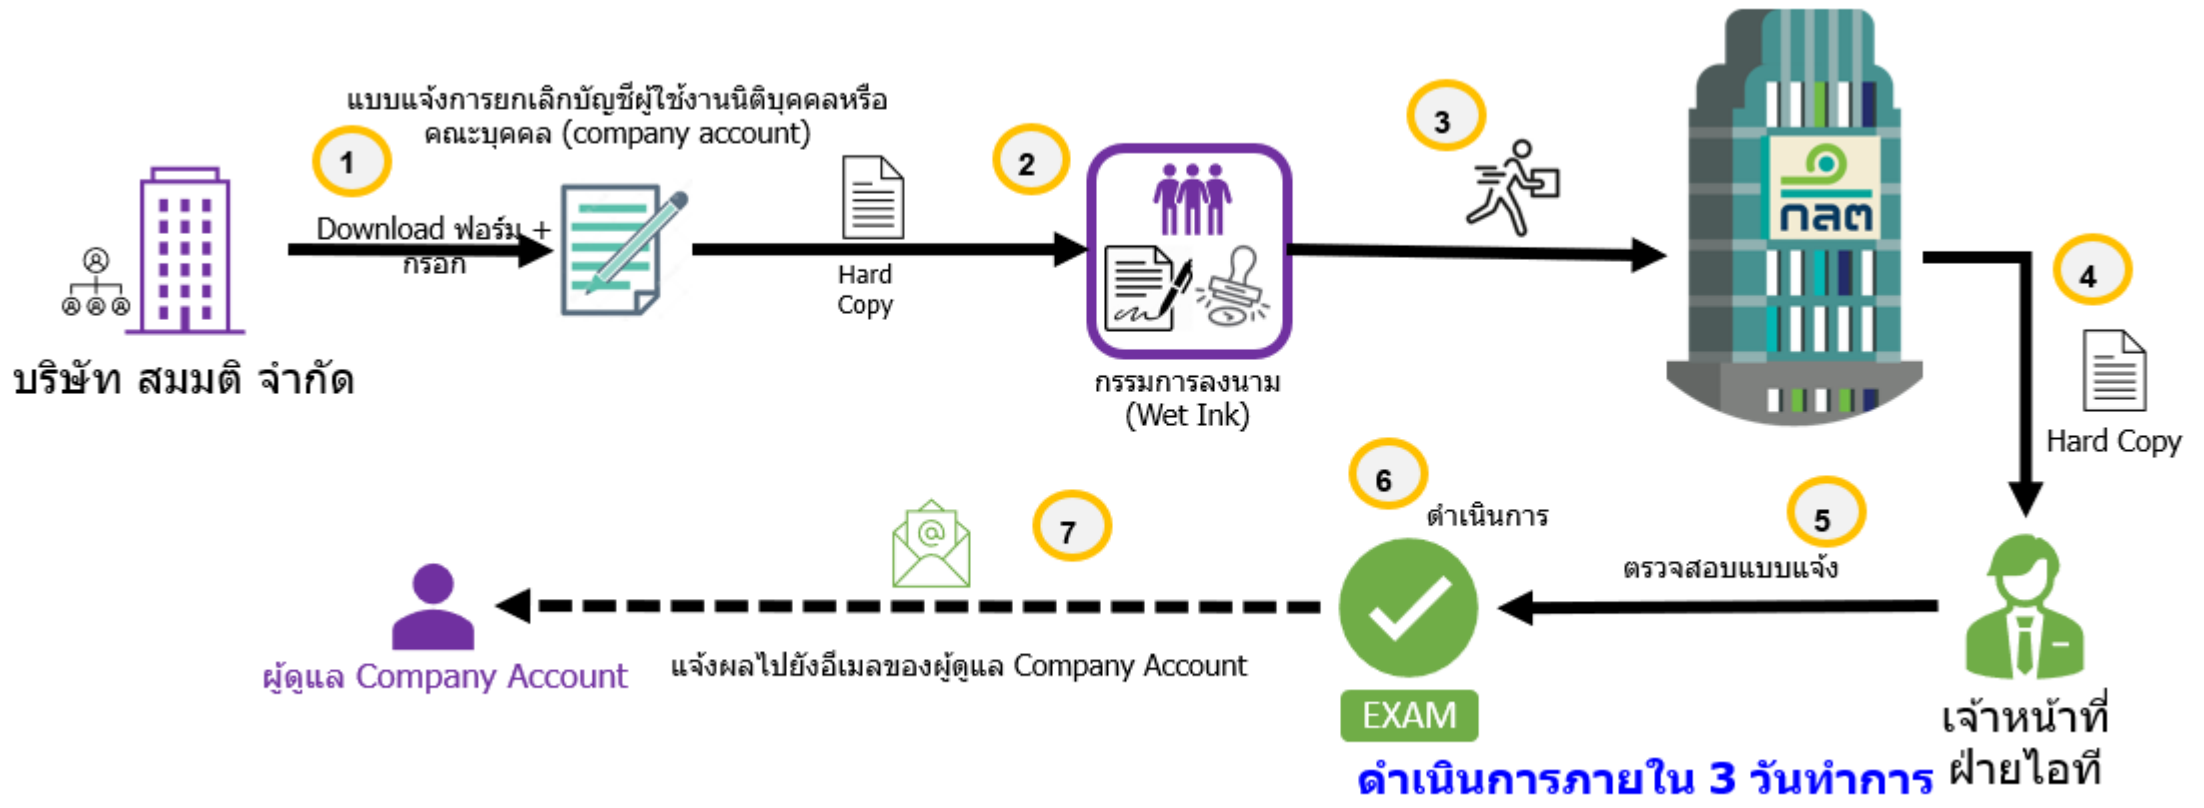 แบบแจ้งการยกเลิกบัญชีผู้ใช้งานนิติบุคคลหรือ
คณะบุคคล (company account)
1
Download ฟอร์ม +
กรอก
บริษัท สมมติ จำกัด
Hard
Copy
2
กรรมการลงนาม
(Wet Ink)
3
กลต
4
Hard Copy
เจ้าหน้าที่
ฝ่ายไอที
5
ตรวจสอบแบบแจ้ง
6
ดำเนินการ
EXAM
ดำเนินการภายใน 3 วันทำการ
7
@
แจ้งผลไปยังอีเมลของผู้ดูแล Company Account
ผู้ดูแล Company Account